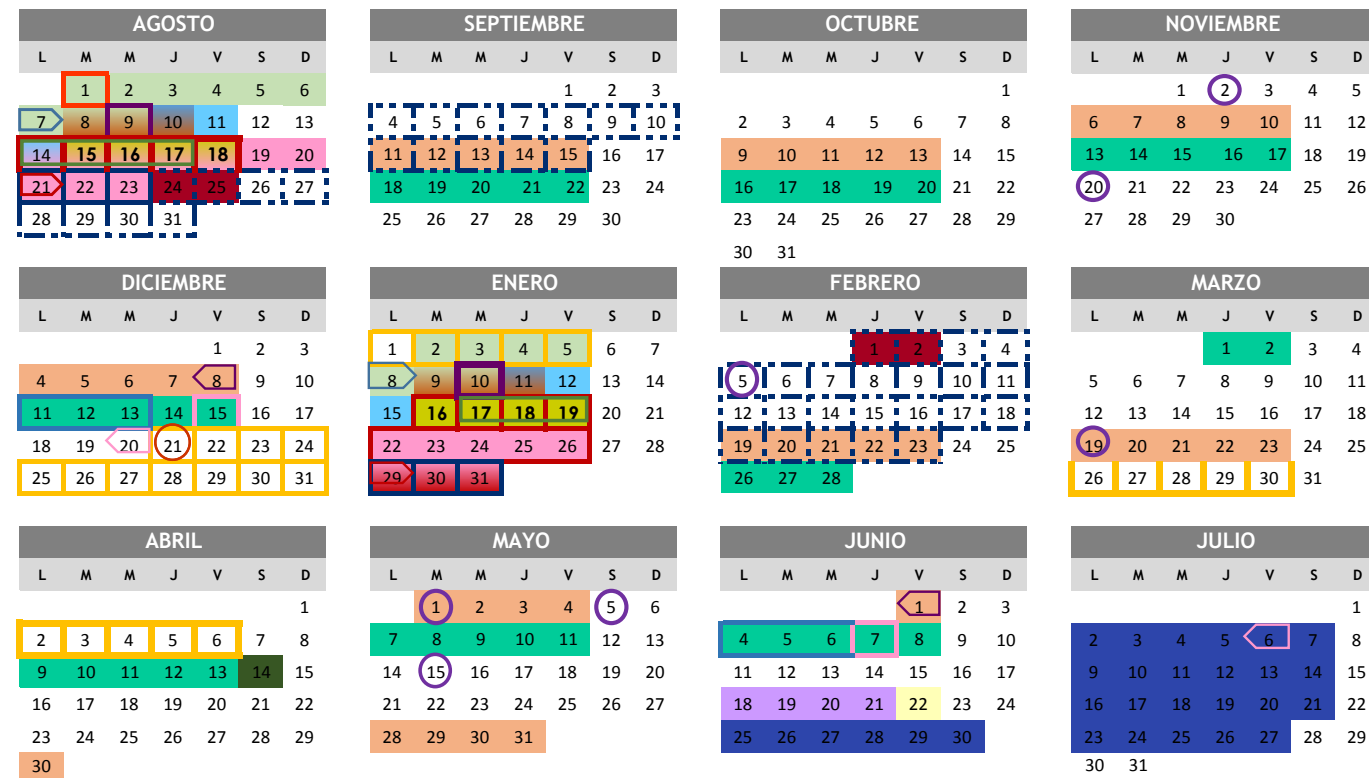 AGOSTO
L M M J V S D
1 2 3 4 5 6
7 8 9 10 11 12 13
14 15 16 17 18 19 20
21 22 23 24 25 26 27
28 29 30 31
SEPTIEMBRE
L M M J V S D
1 2 3
4 5 6 7 8 9 10
11 12 13 14 15 16 17
18 19 20 21 22 23 24
25 26 27 28 29 30
OCTUBRE
L M M J V S D
1
2 3 4 5 6 7 8
9 10 11 12 13 14 15
16 17 18 19 20 21 22
23 24 25 26 27 28 29
30 31
NOVIEMBRE
L M M J V S D
1 2 3 4 5
6 7 8 9 10 11 12
13 14 15 16 17 18 19
20 21 22 23 24 25 26
27 28 29 30
DICIEMBRE
L M M J V S D
1 2 3
4 5 6 7 8 9 10
11 12 13 14 15 16 17
18 19 20 21 22 23 24
25 26 27 28 29 30 31
ENERO
L M M J V S D
1 2 3 4 5 6 7
8 9 10 11 12 13 14
15 16 17 18 19 20 21
22 23 24 25 26 27 28
29 30 31
FEBRERO
L M M J V S D
1 2 3 4
5 6 7 8 9 10 11
12 13 14 15 16 17 18
19 20 21 22 23 24 25
26 27 28
MARZO
L M M J V S D
1 2 3 4
5 6 7 8 9 10 11
12 13 14 15 16 17 18
19 20 21 22 23 24 25
26 27 28 29 30 31
ABRIL
L M M J V S D
1
2 3 4 5 6 7 8
9 10 11 12 13 14 15
16 17 18 19 20 21 22
23 24 25 26 27 28 29
30
MAYO
L M M J V S D
1 2 3 4 5 6
7 8 9 10 11 12 13
14 15 16 17 18 19 20
21 22 23 24 25 26 27
28 29 30 31
JUNIO
L M M J V S D
1 2 3
4 5 6 7 8 9 10
11 12 13 14 15 16 17
18 19 20 21 22 23 24
25 26 27 28 29 30
JULIO
L M M J V S D
1
2 3 4 5 6 7 8
9 10 11 12 13 14 15
16 17 18 19 20 21 22
23 24 25 26 27 28 29
30 31